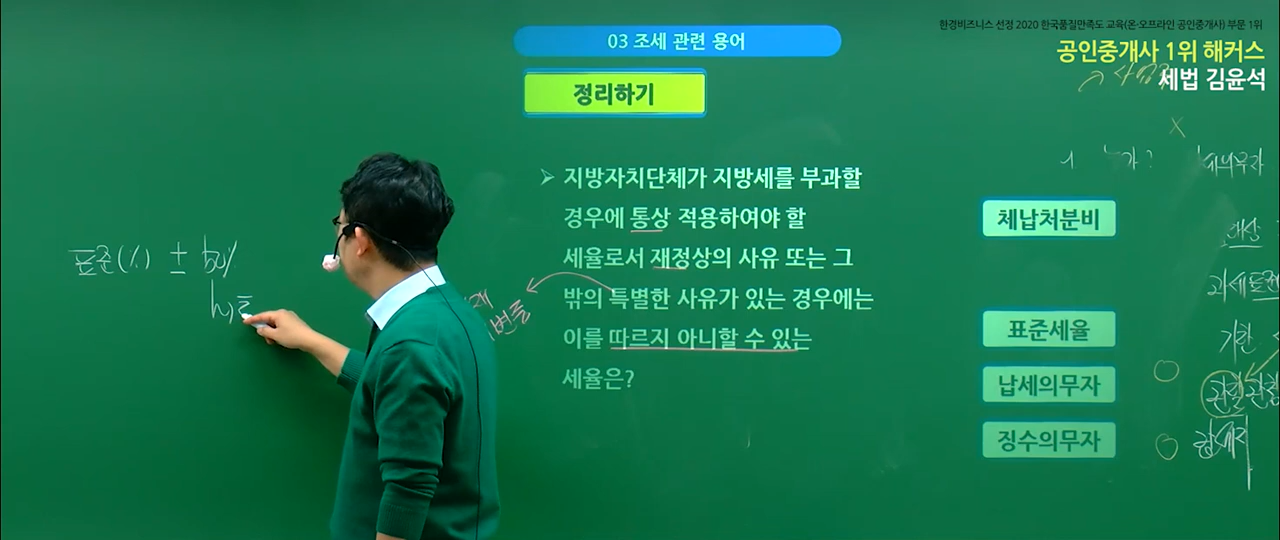 한경비즈니스 선정 2020 한국품질만족도 교육(온·오프라인 공인중개사) 부문 1위
공인중개사 1위 해커스
세법 김윤석
03 조세 관련 용어
정리하기
➢ 지방자치단체가 지방세를 부과할
경우에 통상 적용하여야 할
세율로서 재정상의 사유 또는 그
밖의 특별한 사유가 있는 경우에는
이를 따르지 아니할 수 있는
세율은?
체납처분비
표준세율
납세의무자
징수의무자
표준(%) ± 50%
기한
관할